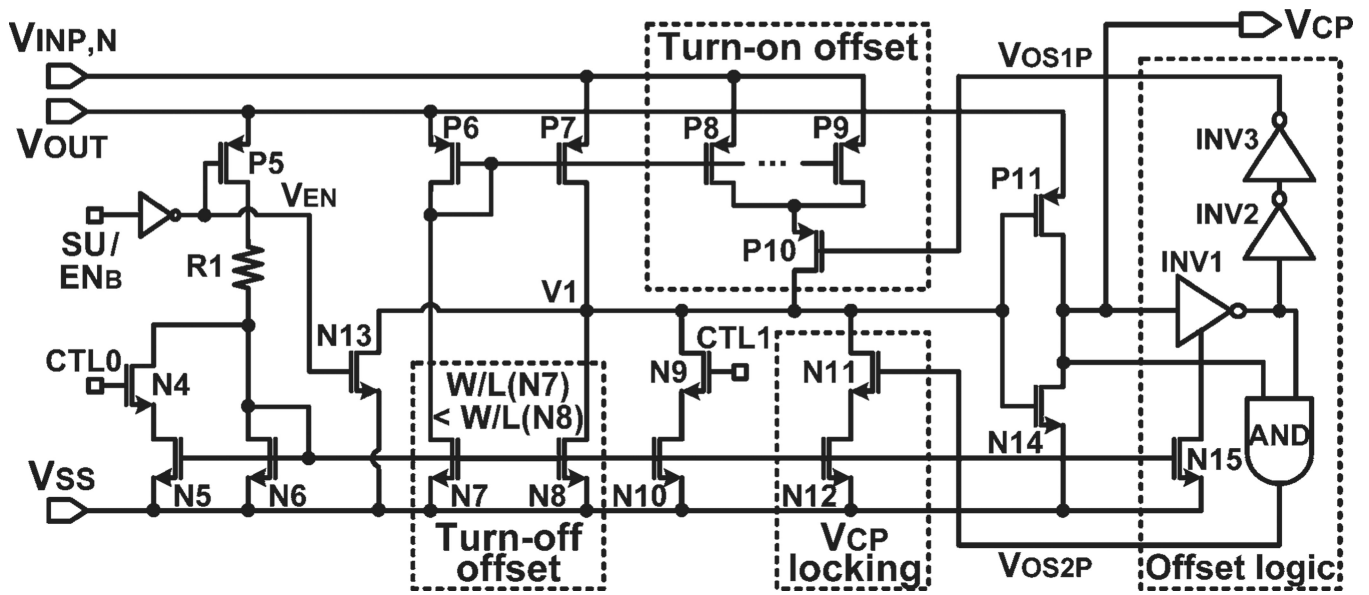 VINP,N
VOUT
Turn-on offset
VCP
VOS1P
P6
P7
P8
P9
...
P5
VEN
SU/
ENB
R1
P10
P11
INV3
INV2
INV1
V1
N13
CTL0
N4
CTL1
N9
N11
W/L(N7)
< W/L(N8)
N14
AND
N15
VSS
N5
N6
N7
N8
N10
N12
Turn-off
offset
VCP
locking
VOS2P
Offset logic